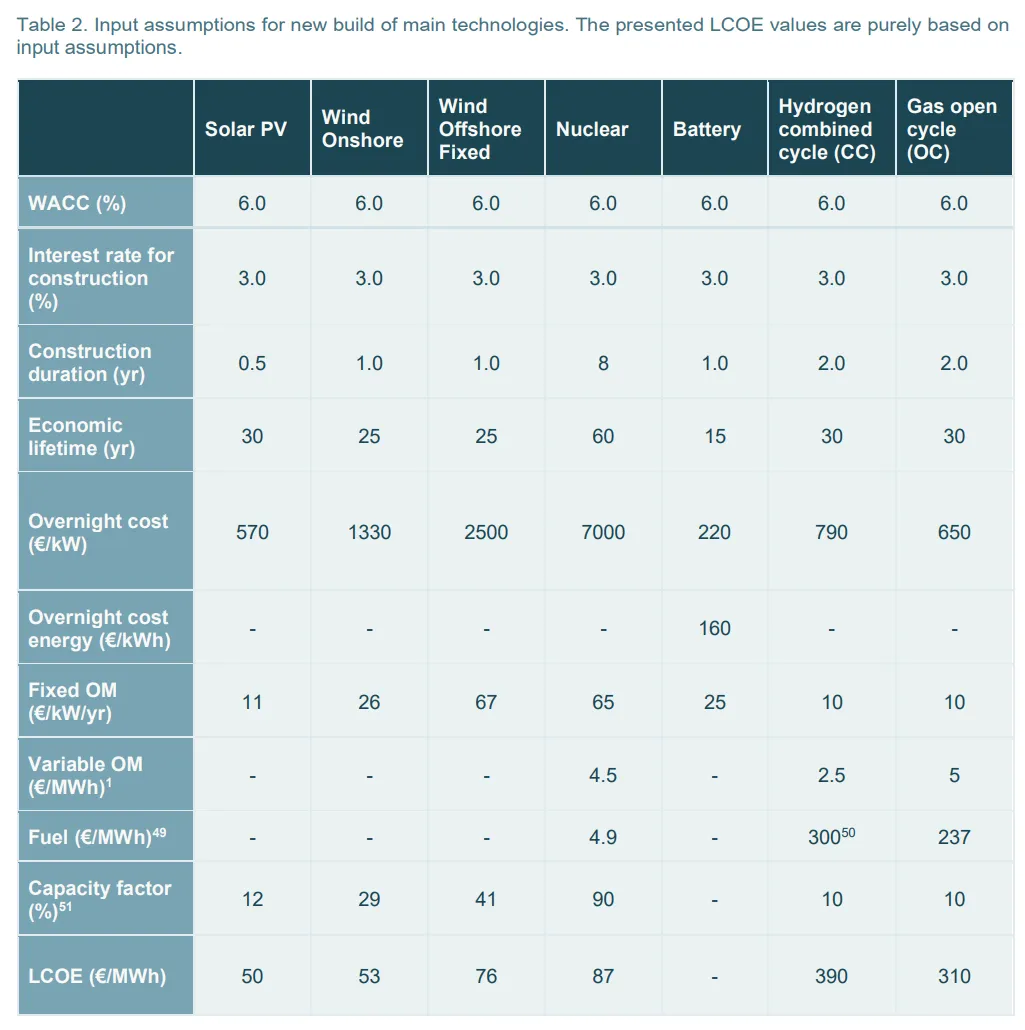 Table 2. Input assumptions for new build of main technologies. The presented LCOE values are purely based on
input assumptions.
Solar PV
Wind
Onshore
Wind
Offshore
Fixed
Nuclear
Battery
Hydrogen
combined
cycle (CC)
Gas open
cycle
(OC)
WACC (%) 6.0 6.0 6.0 6.0 6.0 6.0 6.0
Interest rate for
construction
(%)
3.0 3.0 3.0 3.0 3.0 3.0 3.0
Construction
duration (yr)
0.5 1.0 1.0 8 1.0 2.0 2.0
Economic
lifetime (yr)
30 25 25 60 15 30 30
Overnight cost
(€/kW)
570 1330 2500 7000 220 790 650
Overnight cost
energy (€/kWh)
- - - - 160 - -
Fixed OM
(€/kW/yr)
11 26 67 65 25 10 10
Variable OM
(€/MWh)¹
- - - 4.5 - 2.5 5
Fuel (€/MWh)⁴⁹ - - - 4.9 - 300⁵⁰ 237
Capacity factor
(%)⁵¹
12 29 41 90 - 10 10
LCOE (€/MWh) 50 53 76 87 - 390 310